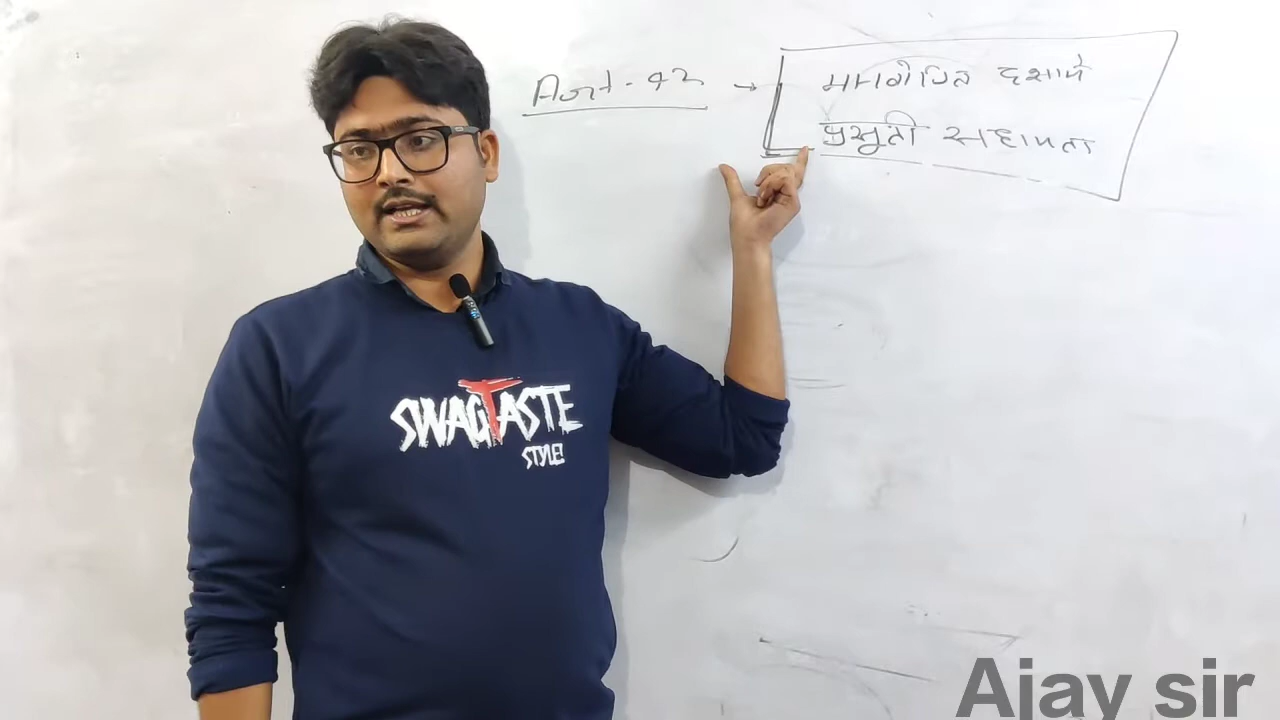 Art-42 → मानवोचित दशाये
प्रसुती सहायता
SWAGTASTE
STYLE!
Ajay sir